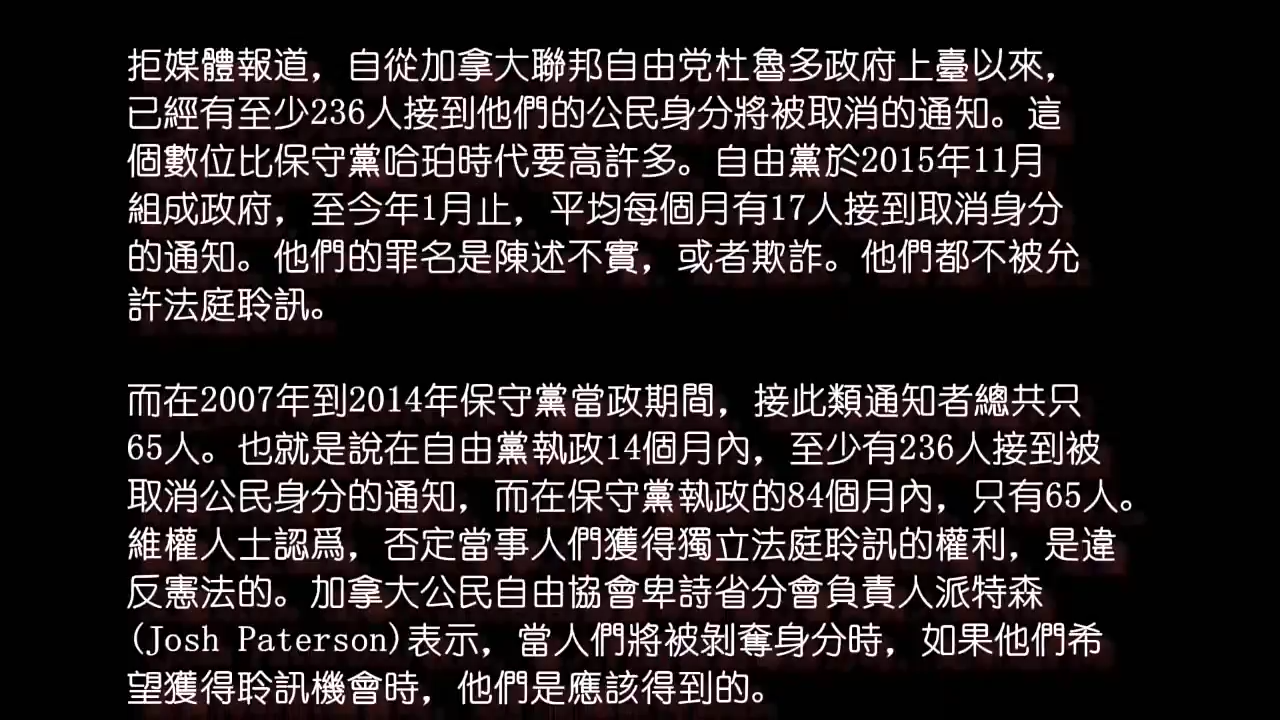 拒媒體報道，自從加拿大聯邦自由党杜魯多政府上臺以來，
已經有至少236人接到他們的公民身分將被取消的通知。這
個數位比保守黨哈珀時代要高許多。自由黨於2015年11月
組成政府，至今年1月止，平均每個月有17人接到取消身分
的通知。他們的罪名是陳述不實，或者欺詐。他們都不被允
許法庭聆訊。
而在2007年到2014年保守黨當政期間，接此類通知者總共只
65人。也就是說在自由黨執政14個月內，至少有236人接到被
取消公民身分的通知，而在保守黨執政的84個月內，只有65人。
維權人士認爲，否定當事人們獲得獨立法庭聆訊的權利，是違
反憲法的。加拿大公民自由協會卑詩省分會負責人派特森
(Josh Paterson)表示，當人們將被剝奪身分時，如果他們希
望獲得聆訊機會時，他們是應該得到的。